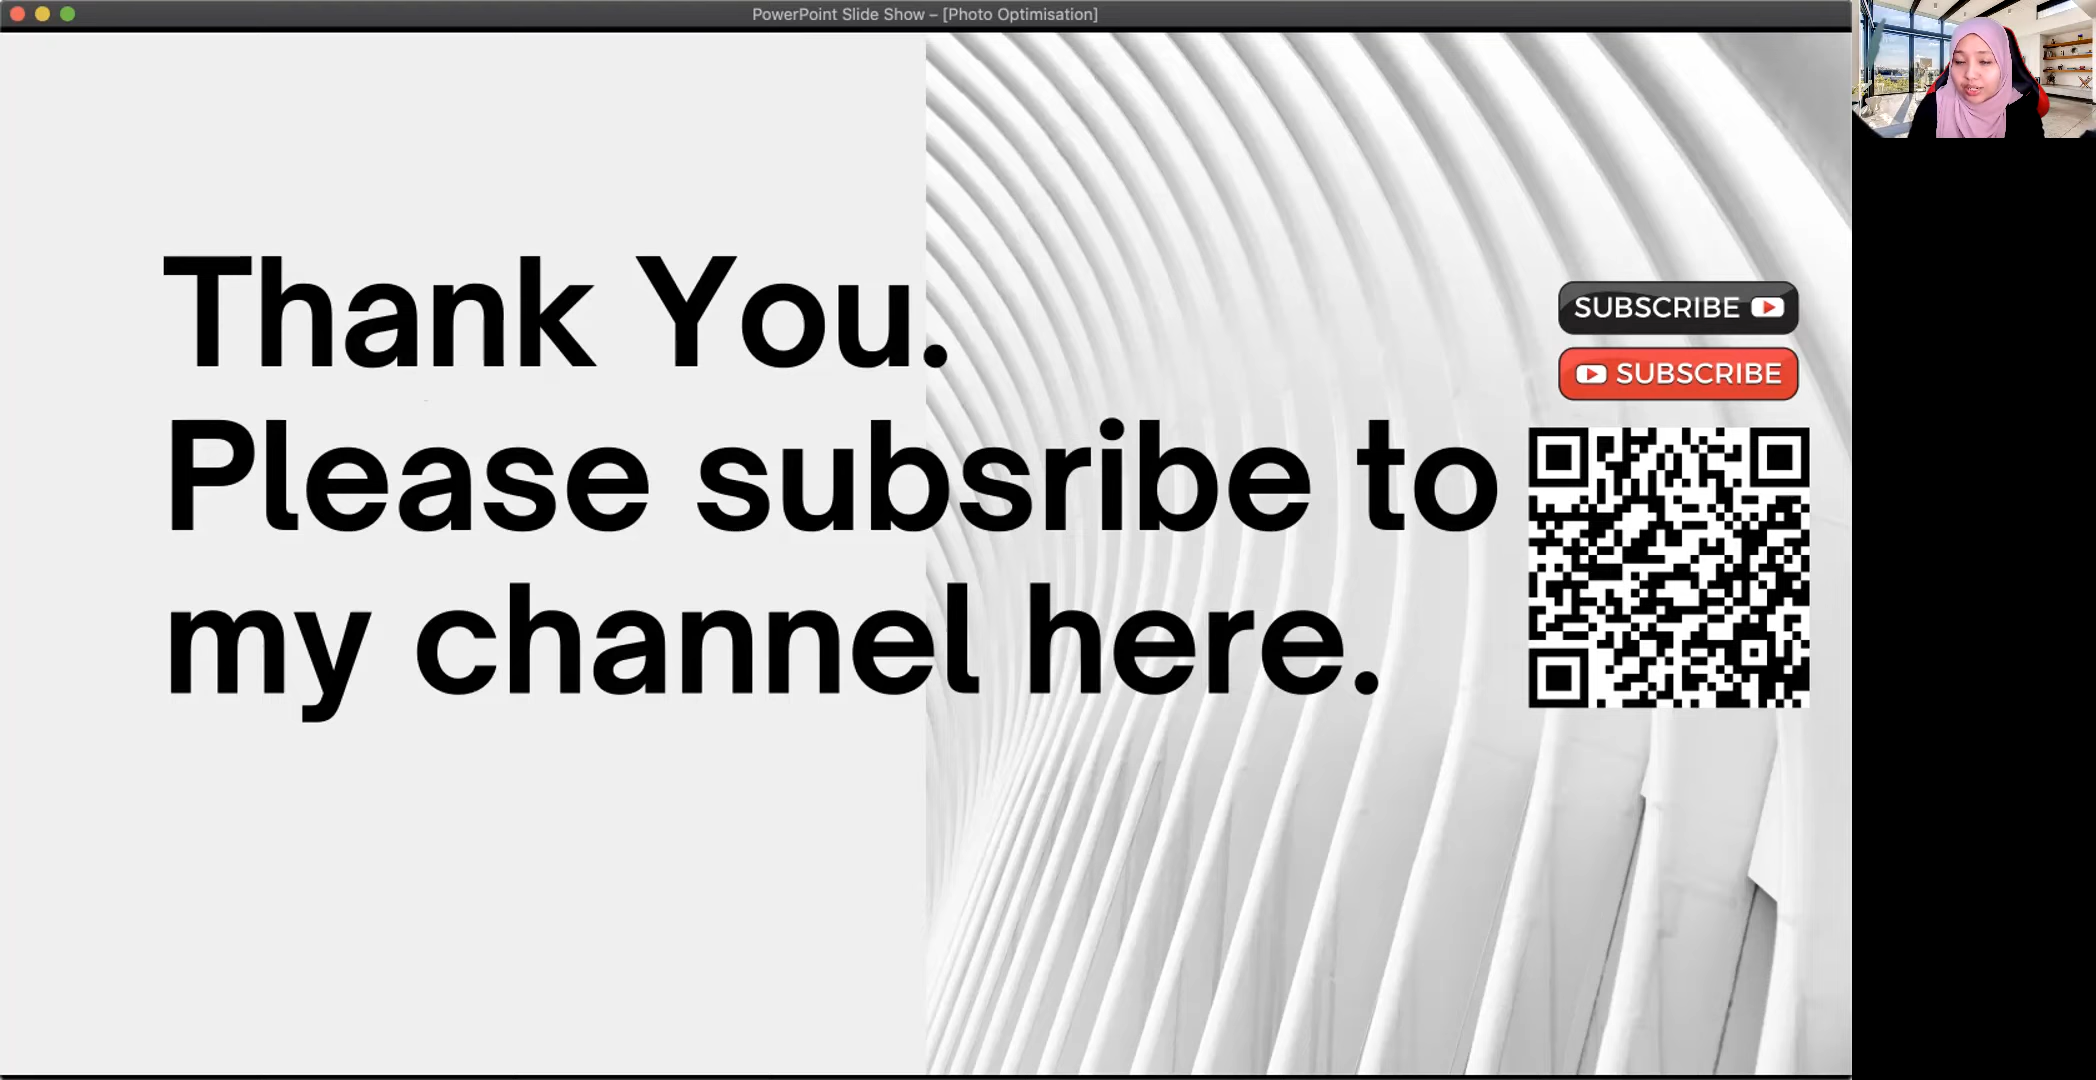 PowerPoint Slide Show – [Photo Optimisation]
Thank You.
Please subsribe to
my channel here.
SUBSCRIBE
SUBSCRIBE